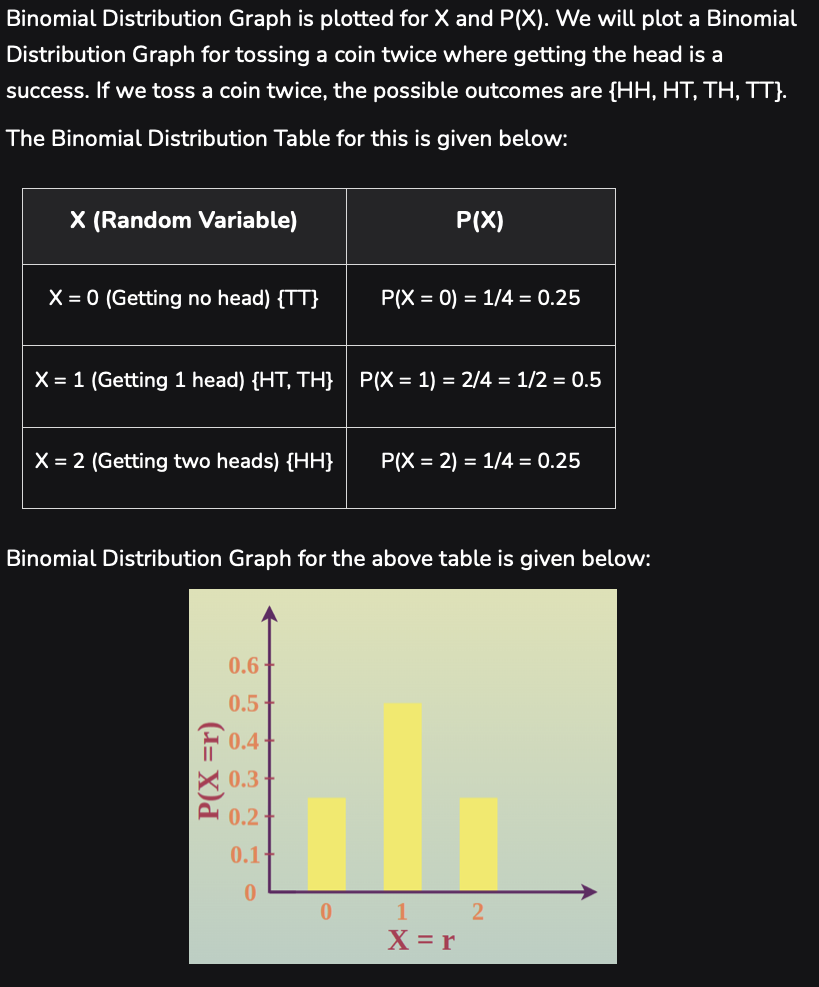 Binomial Distribution Graph is plotted for X and P(X). We will plot a Binomial
Distribution Graph for tossing a coin twice where getting the head is a
success. If we toss a coin twice, the possible outcomes are {HH, HT, TH, TT}.
The Binomial Distribution Table for this is given below:
X (Random Variable) P(X)
X = 0 (Getting no head) {TT} P(X = 0) = 1/4 = 0.25
X = 1 (Getting 1 head) {HT, TH} P(X = 1) = 2/4 = 1/2 = 0.5
X = 2 (Getting two heads) {HH} P(X = 2) = 1/4 = 0.25
Binomial Distribution Graph for the above table is given below:
P(X =r)
0.6
0.5
0.4
0.3
0.2
0.1
0
0 1 2
X = r